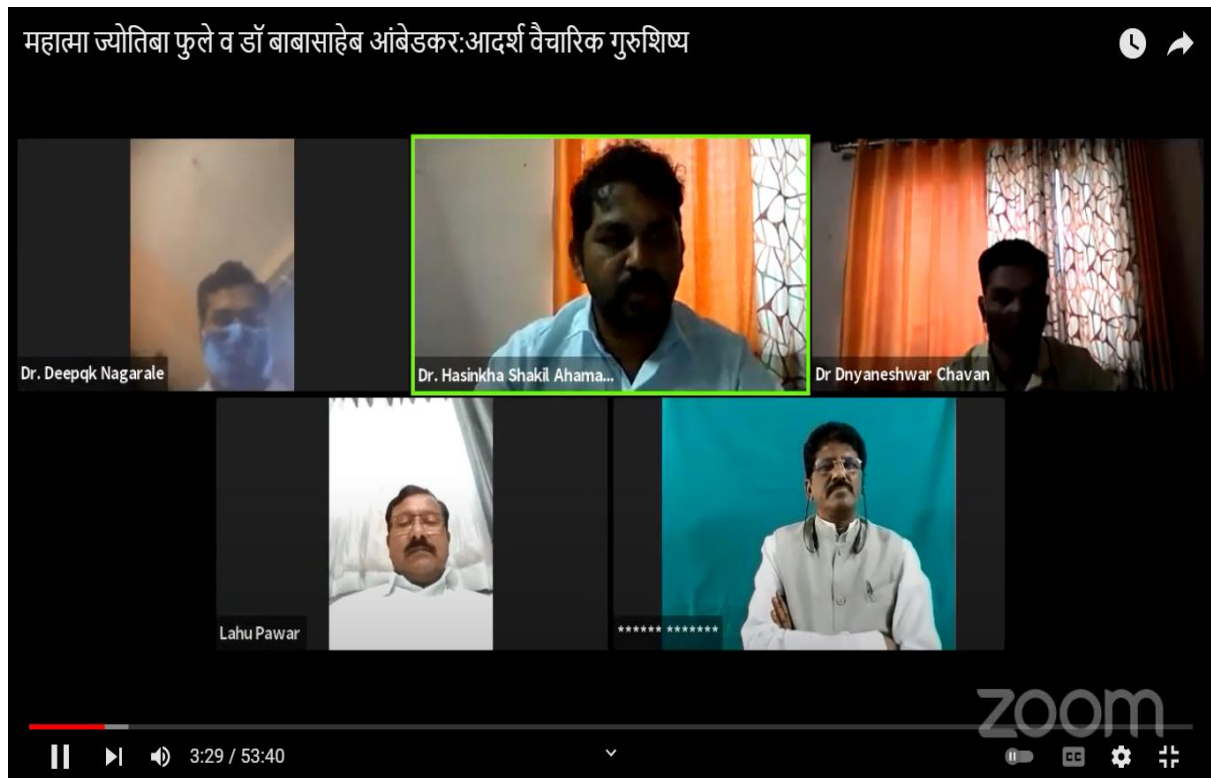 महात्मा ज्योतिबा फुले व डॉ बाबासाहेब आंबेडकर:आदर्श वैचारिक गुरुशिष्य
Dr. Deepqk Nagarale
Dr. Hasinkha Shakil Ahama...
Dr Dnyaneshwar Chavan
Lahu Pawar
****** *******
zoom
3:29 / 53:40
CC